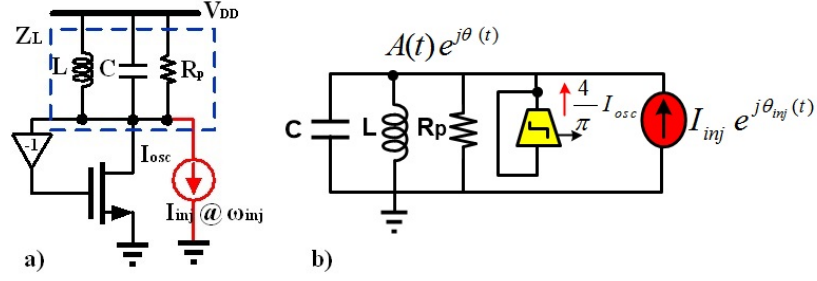 VDD
ZL
L C Rp
-1
Iosc
Iinj @ ωinj
a)
A(t) e^{jθ (t)}
C L Rp
4/π Iosc
Iinj e^{jθinj (t)}
b)